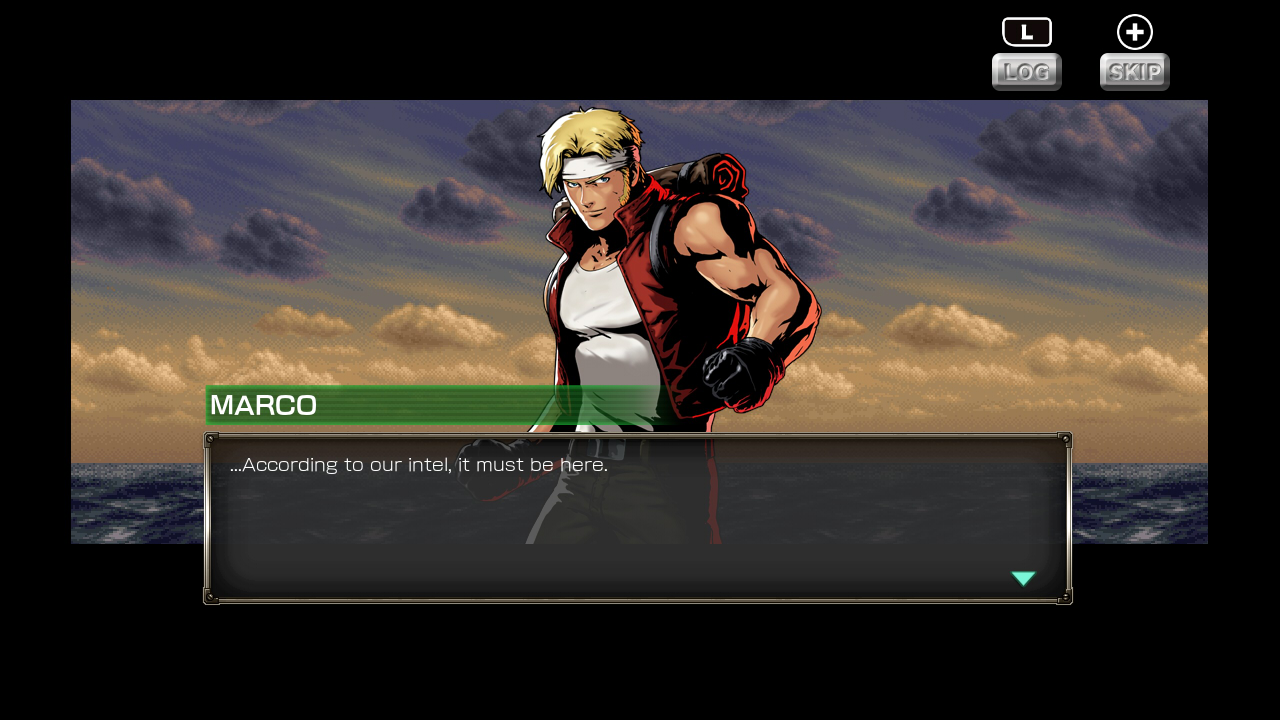 L
+
LOG
SKIP
MARCO
...According to our intel, it must be here.